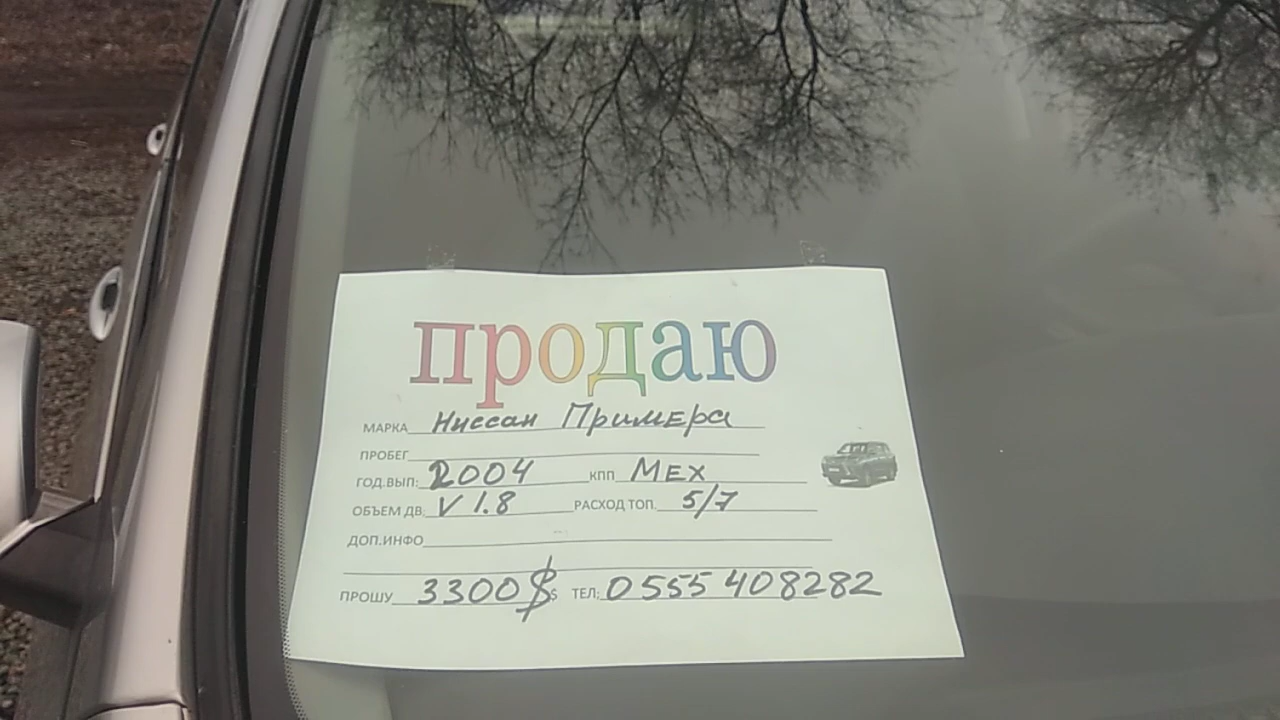 продаю
МАРКА Ниссан Примера
ПРОБЕГ
ГОД.ВЫП: 2004 КПП МЕХ
ОБЪЕМ ДВ: V 1.8 РАСХОД ТОП. 5/7
ДОП.ИНФО
ПРОШУ 3300$ $ ТЕЛ: 0555 408282